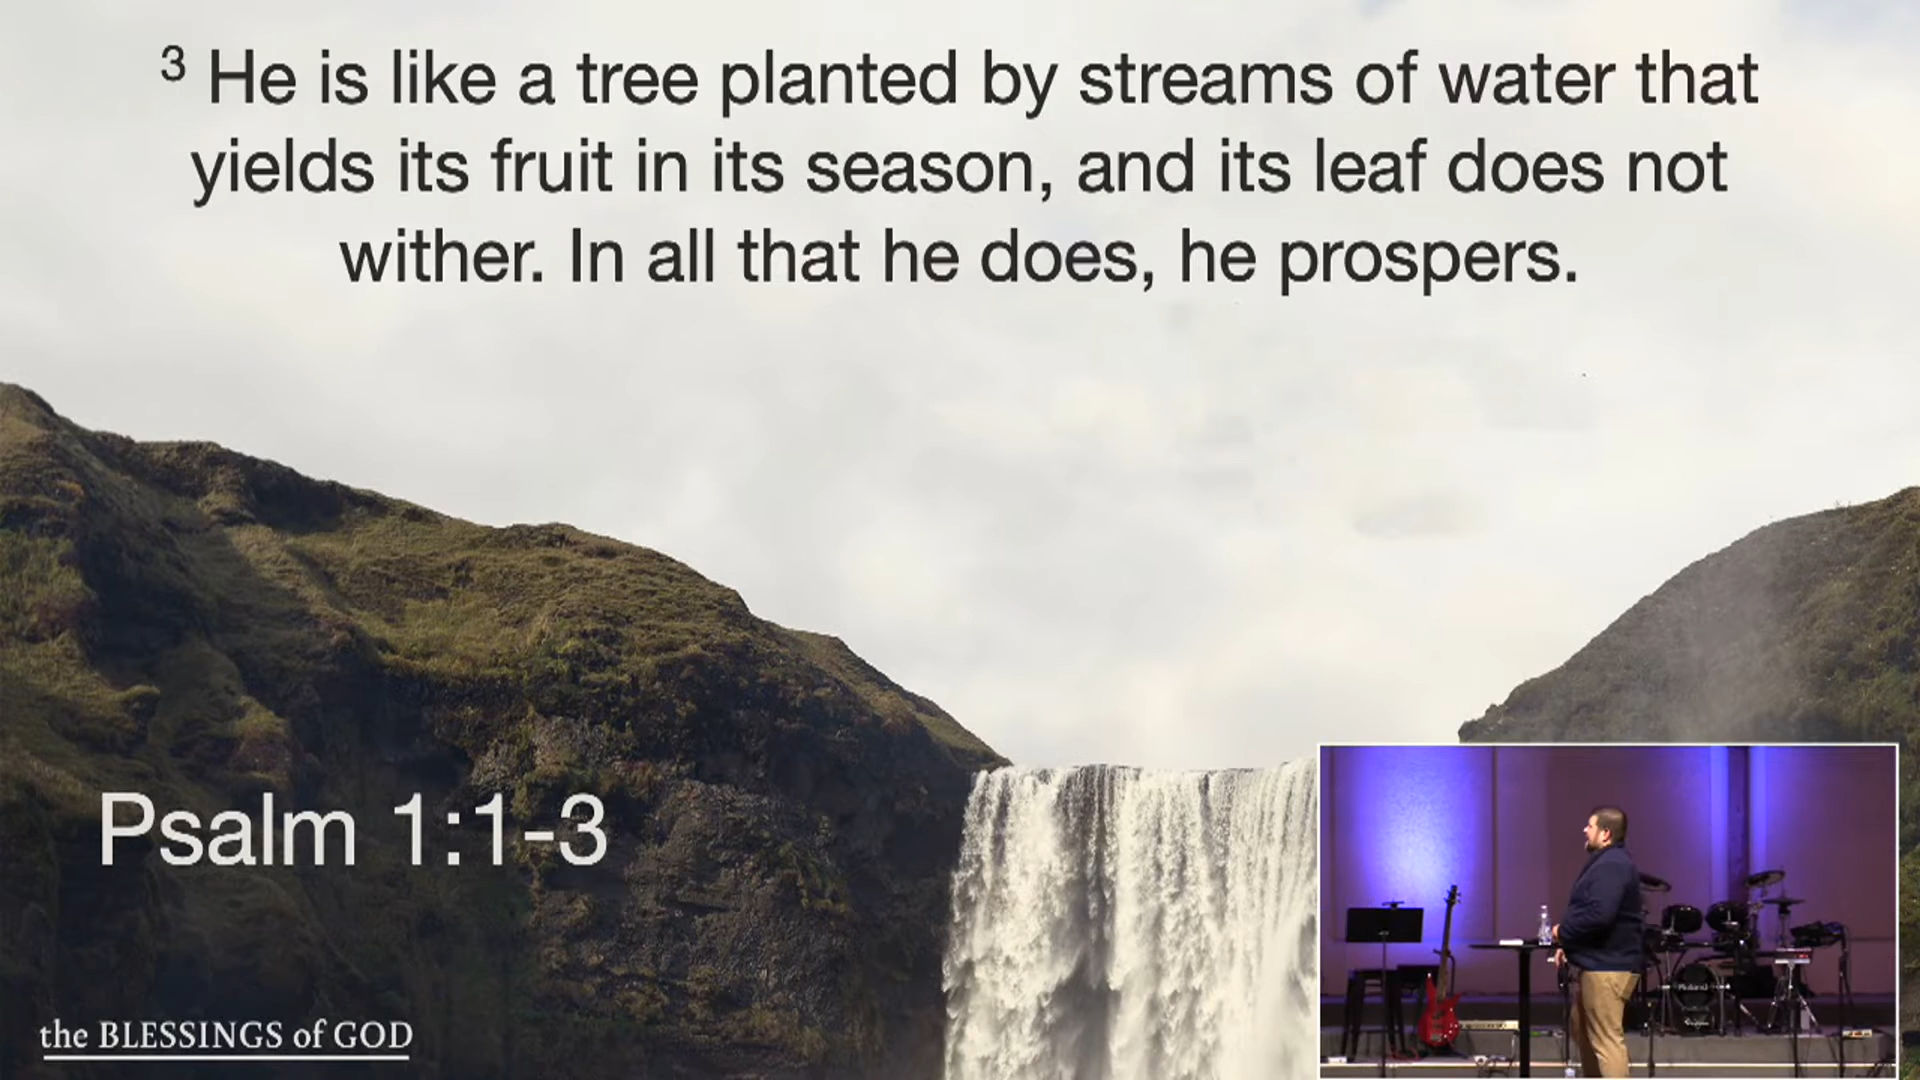 3 He is like a tree planted by streams of water that
yields its fruit in its season, and its leaf does not
wither. In all that he does, he prospers.
Psalm 1:1-3
the BLESSINGS of GOD
Roland